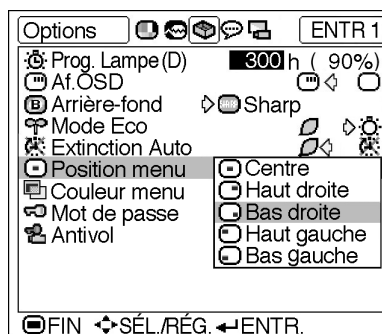 Options ENTR 1
Prog. Lampe (D) 300 h ( 90%)
Af.OSD
B Arrière-fond Sharp
Mode Eco
Extinction Auto
Position menu Centre
Haut droite
Couleur menu Bas droite
Mot de passe Haut gauche
Antivol Bas gauche
FIN SÉL./RÉG. ENTR.